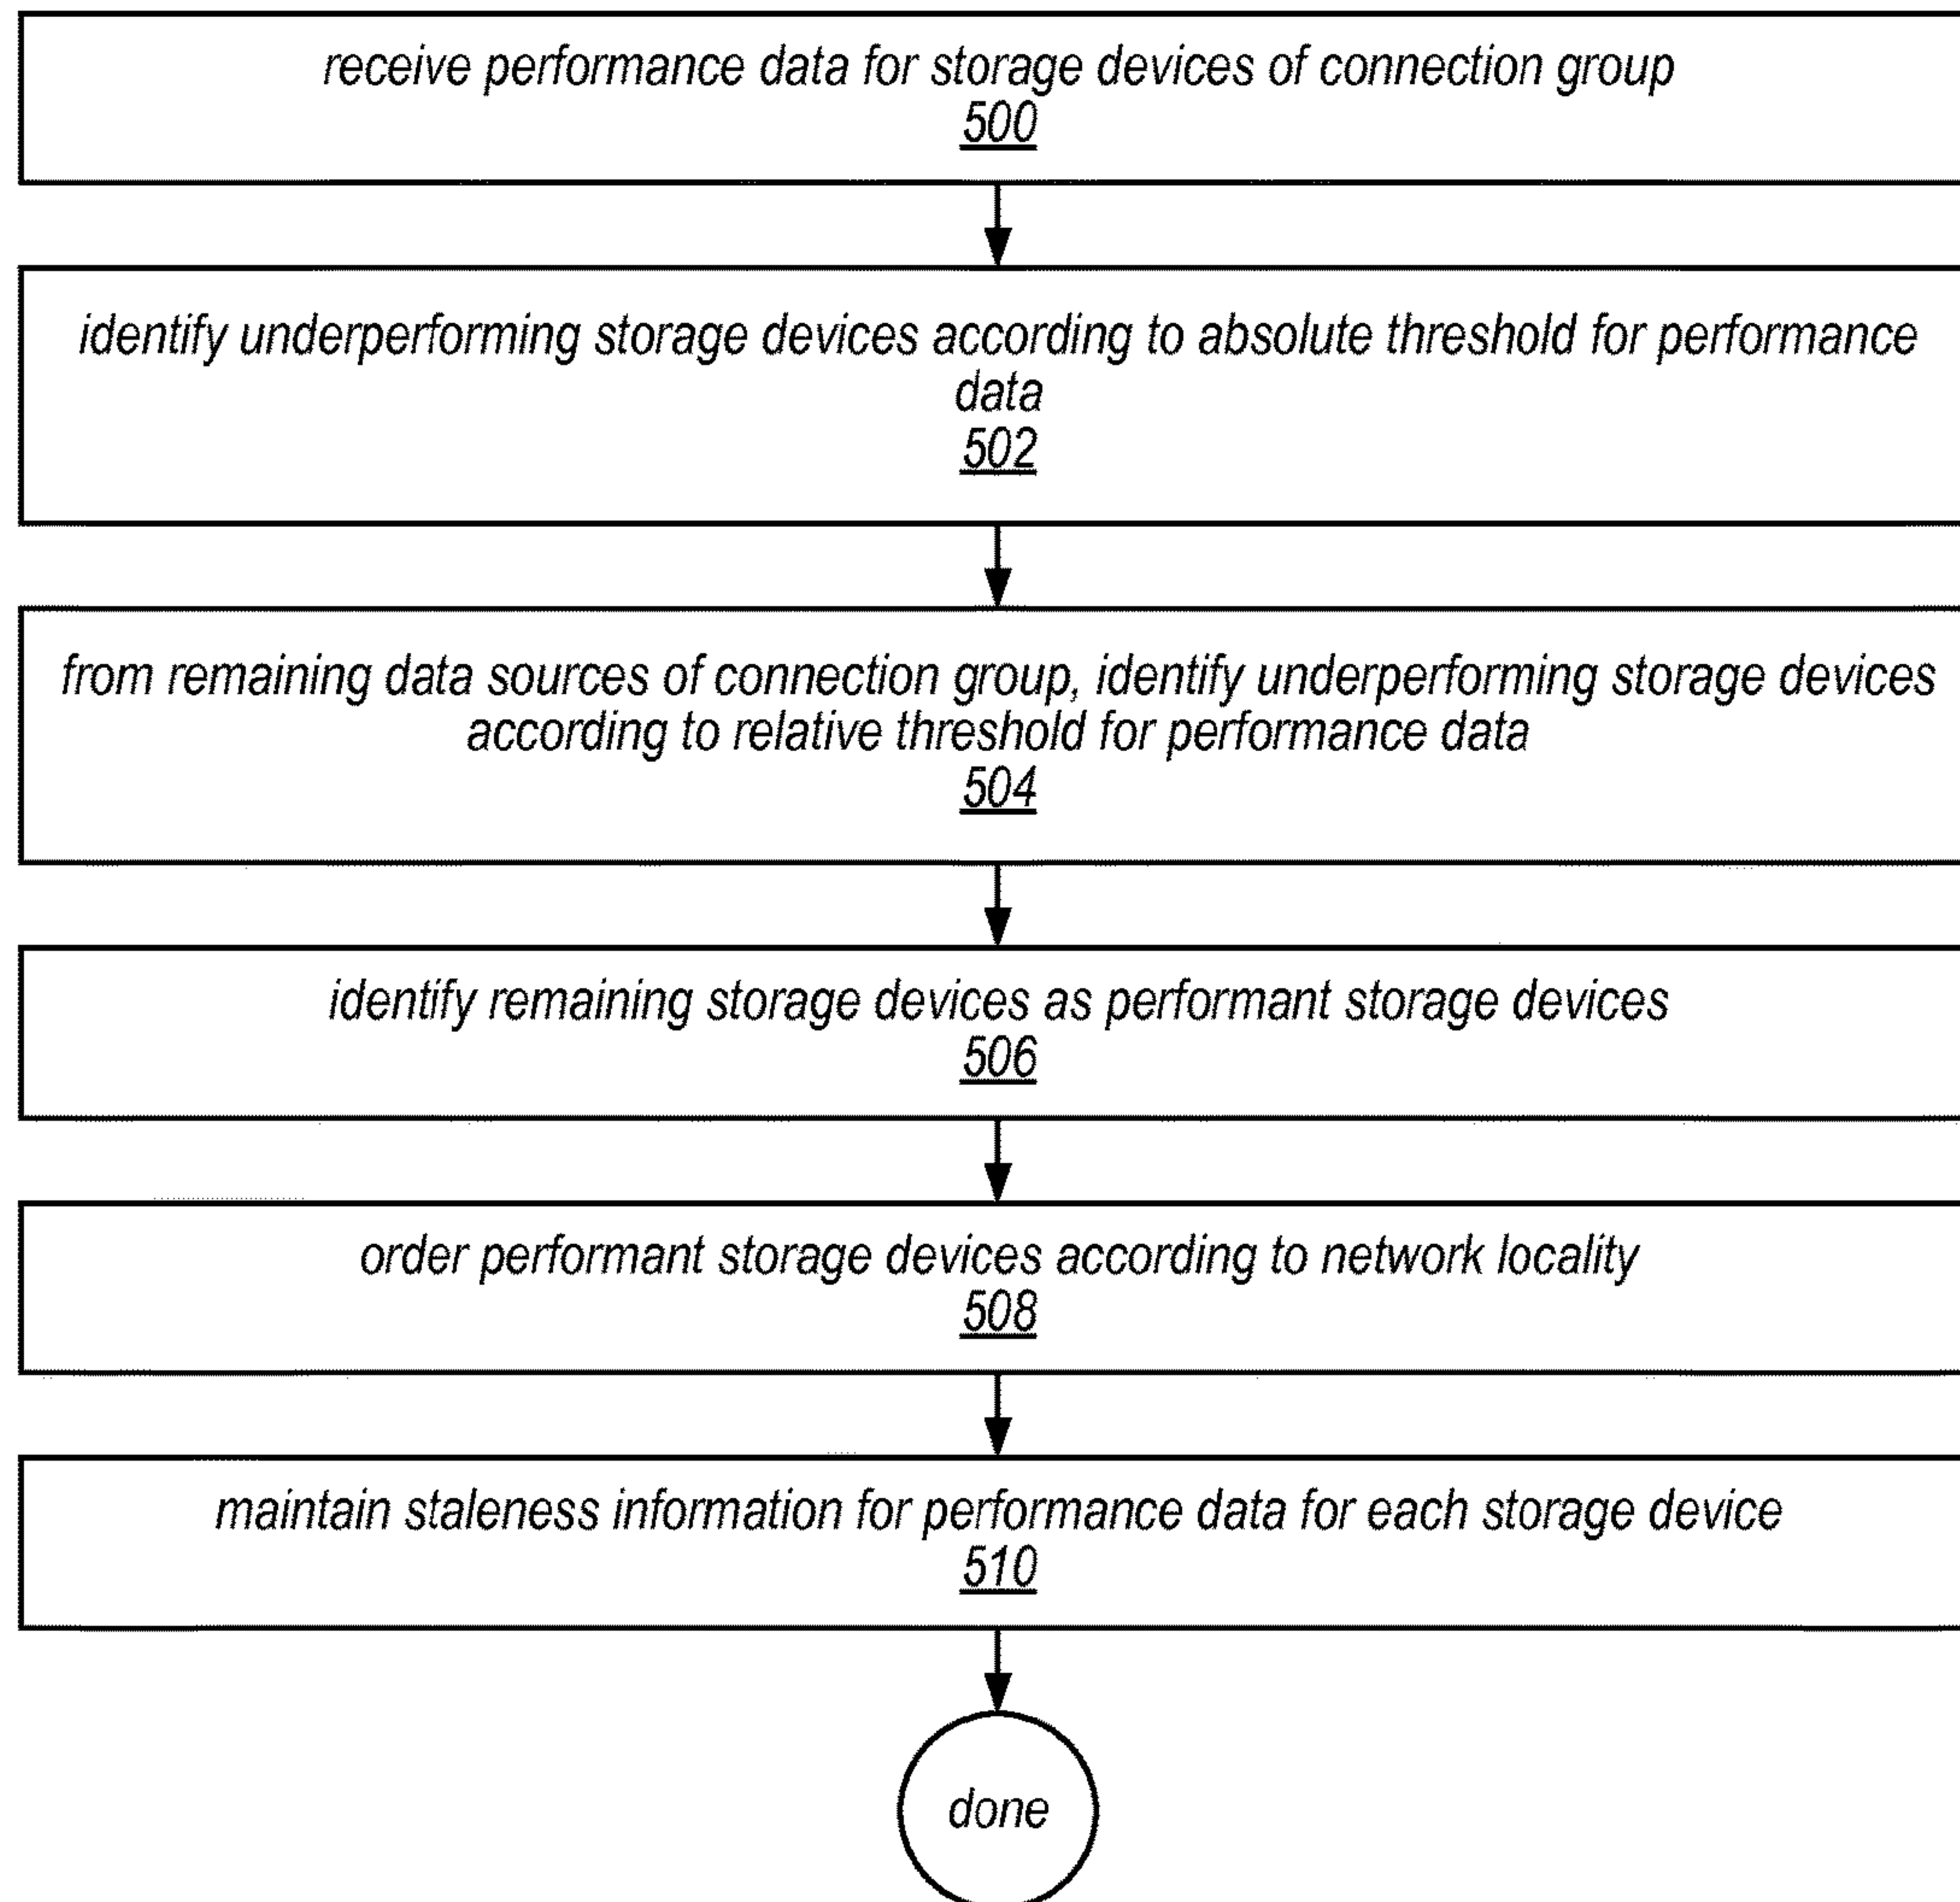 receive performance data for storage devices of connection group
500
identify underperforming storage devices according to absolute threshold for performance
data
502
from remaining data sources of connection group, identify underperforming storage devices
according to relative threshold for performance data
504
identify remaining storage devices as performant storage devices
506
order performant storage devices according to network locality
508
maintain staleness information for performance data for each storage device
510
done